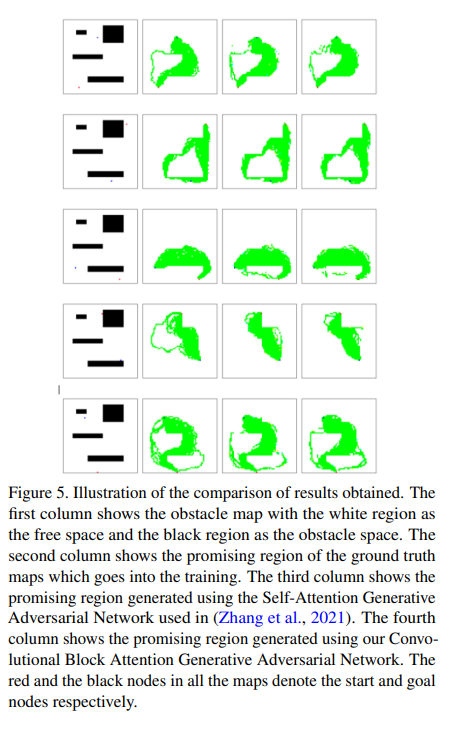 Figure 5. Illustration of the comparison of results obtained. The
first column shows the obstacle map with the white region as
the free space and the black region as the obstacle space. The
second column shows the promising region of the ground truth
maps which goes into the training. The third column shows the
promising region generated using the Self-Attention Generative
Adversarial Network used in (Zhang et al., 2021). The fourth
column shows the promising region generated using our Convo-
lutional Block Attention Generative Adversarial Network. The
red and the black nodes in all the maps denote the start and goal
nodes respectively.